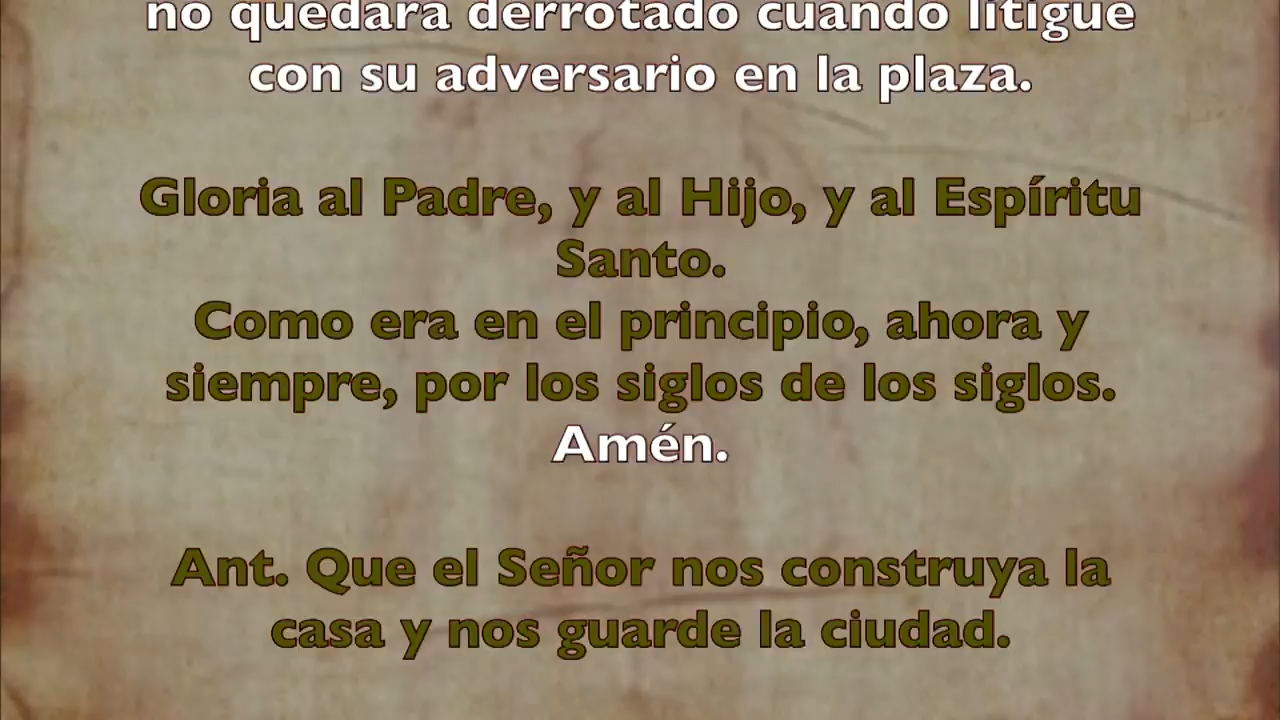 no quedará derrotado cuando litigue
con su adversario en la plaza.
Gloria al Padre, y al Hijo, y al Espíritu
Santo.
Como era en el principio, ahora y
siempre, por los siglos de los siglos.
Amén.
Ant. Que el Señor nos construya la
casa y nos guarde la ciudad.